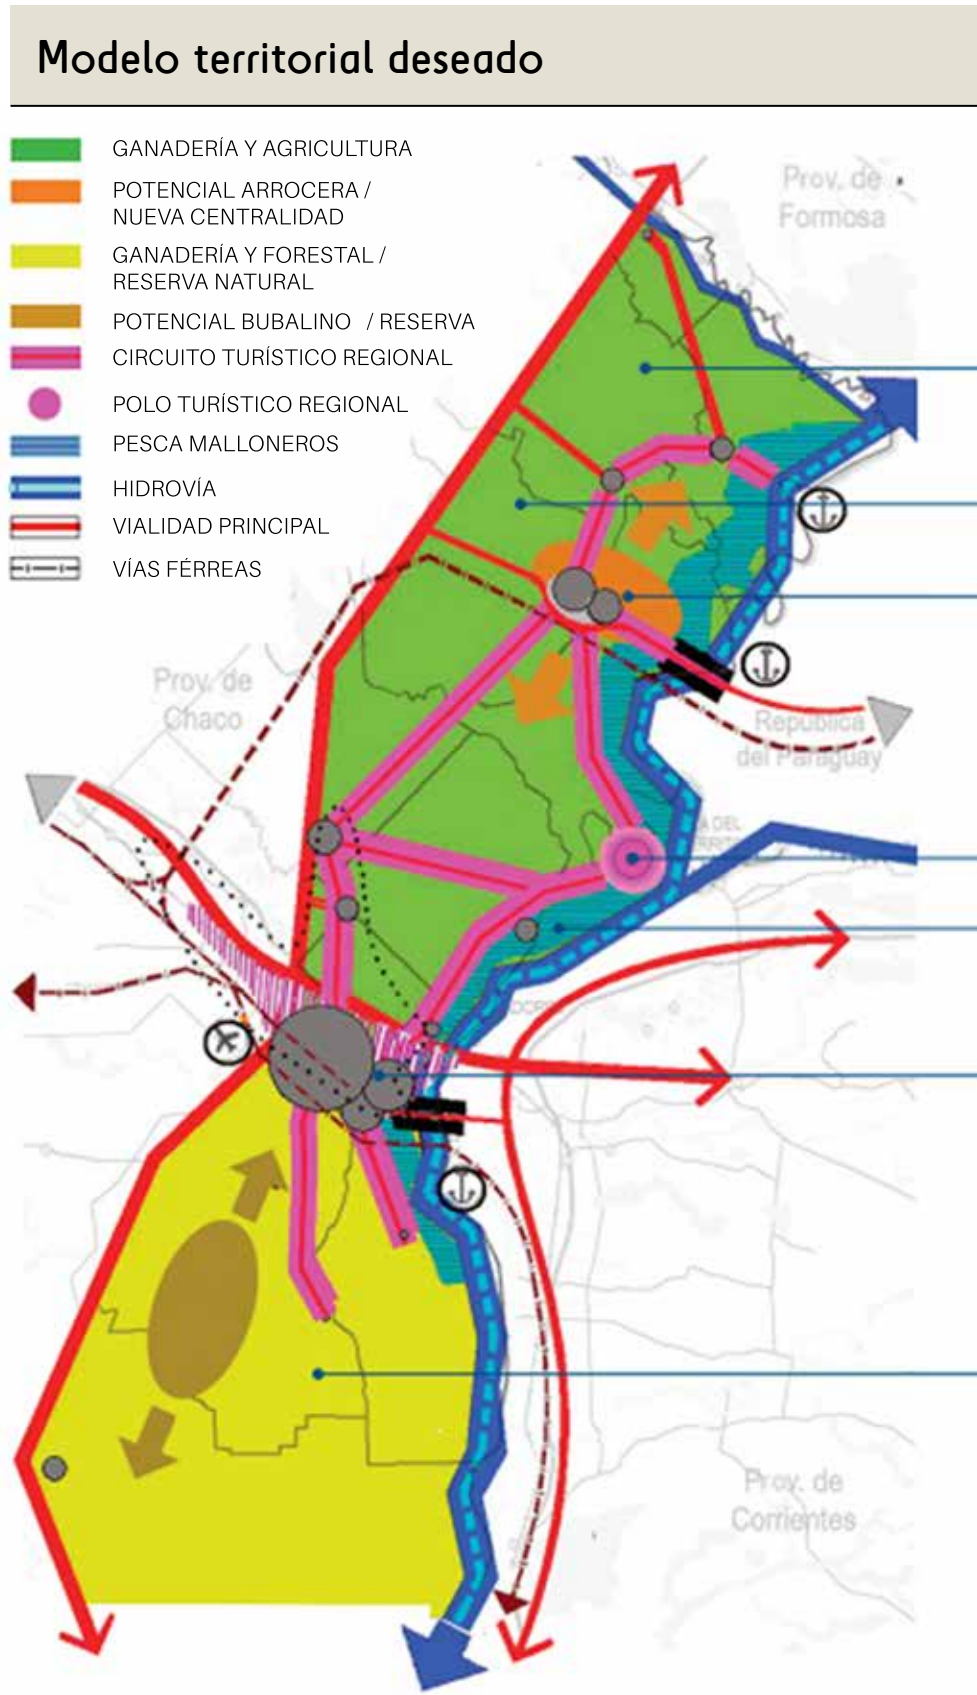 Modelo territorial deseado
GANADERÍA Y AGRICULTURA
POTENCIAL ARROCERA /
NUEVA CENTRALIDAD
GANADERÍA Y FORESTAL /
RESERVA NATURAL
POTENCIAL BUBALINO / RESERVA
CIRCUITO TURÍSTICO REGIONAL
POLO TURÍSTICO REGIONAL
PESCA MALLONEROS
HIDROVÍA
VIALIDAD PRINCIPAL
VÍAS FÉRREAS
Prov. de
Formosa
Prov. de
Chaco
República
del Paraguay
Prov. de
Corrientes